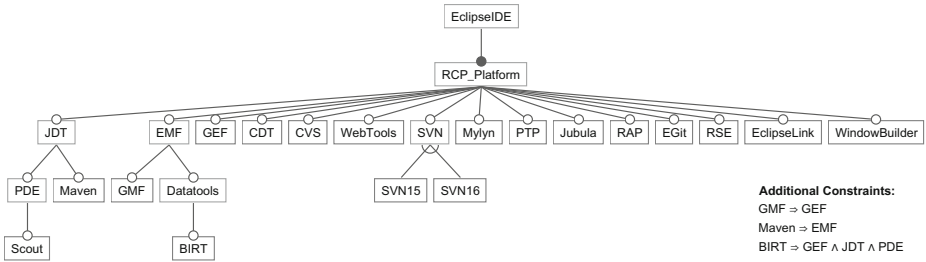 EclipseIDE
RCP_Platform
JDT EMF GEF CDT CVS WebTools SVN Mylyn PTP Jubula RAP EGit RSE EclipseLink WindowBuilder
PDE Maven GMF Datatools SVN15 SVN16
Scout BIRT
Additional Constraints:
GMF ⇒ GEF
Maven ⇒ EMF
BIRT ⇒ GEF ∧ JDT ∧ PDE